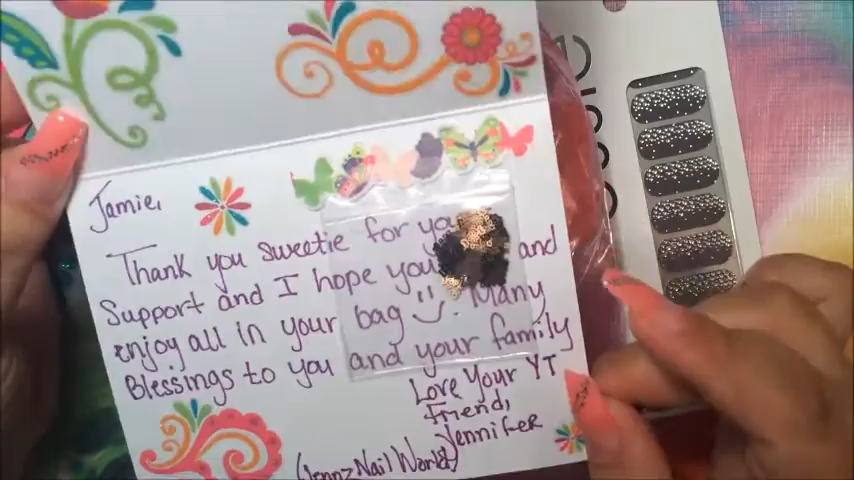 Jamie,
Thank you sweetie for you
Support and I hope you and
enjoy all in your bag. Many
Blessings to you and your family
Love Your YT
Friend,
Jennifer
(JennzNailWorld)